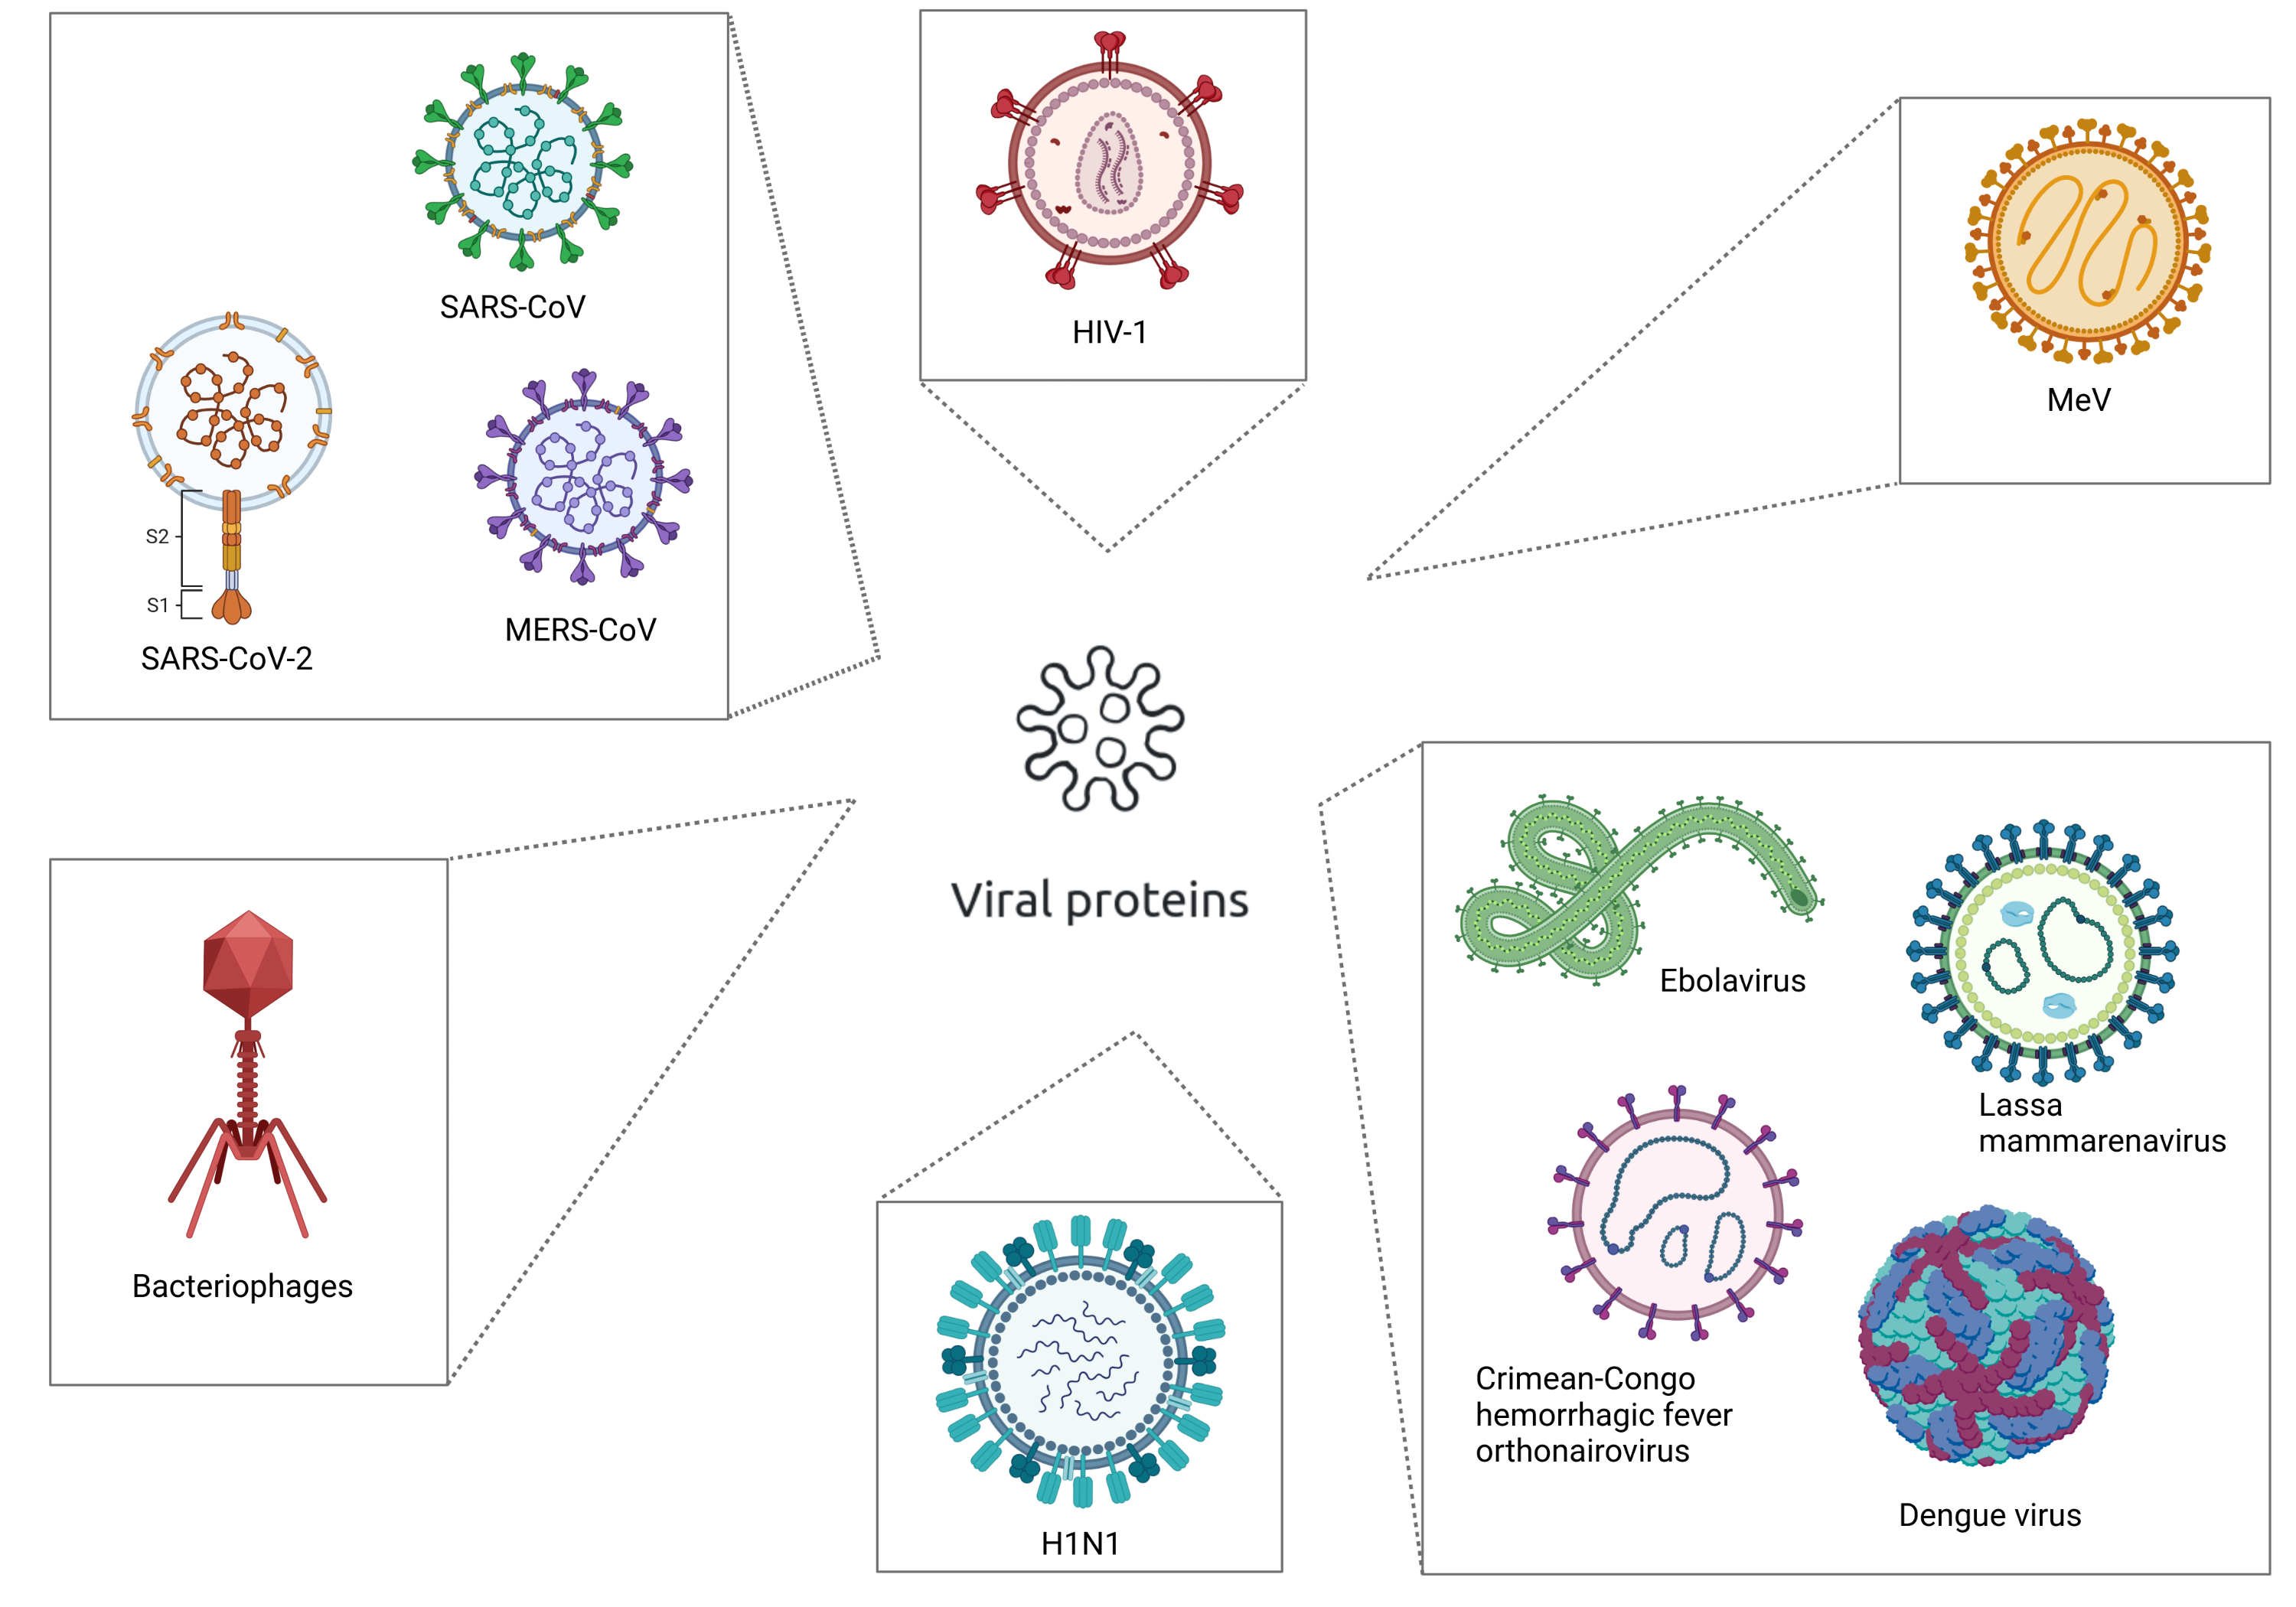 SARS-CoV
S2
S1
SARS-CoV-2
MERS-CoV
HIV-1
MeV
Viral proteins
Bacteriophages
H1N1
Ebolavirus
Lassa
mammarenavirus
Crimean-Congo
hemorrhagic fever
orthonairovirus
Dengue virus